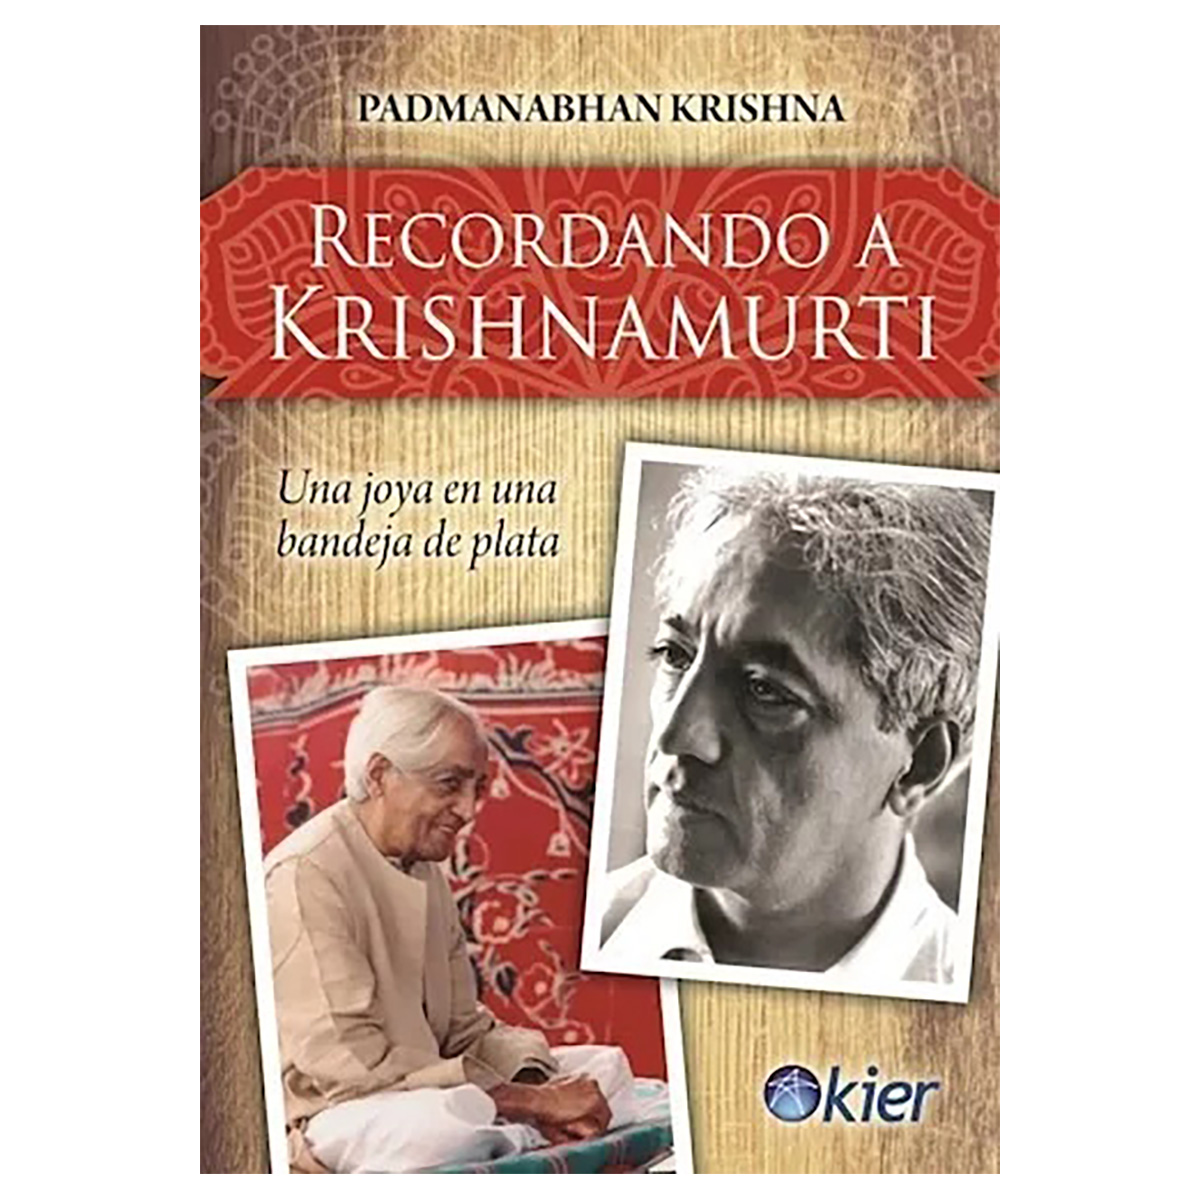 PADMANABHAN KRISHNA
RECORDANDO A
KRISHNAMURTI
Una joya en una
bandeja de plata
kier